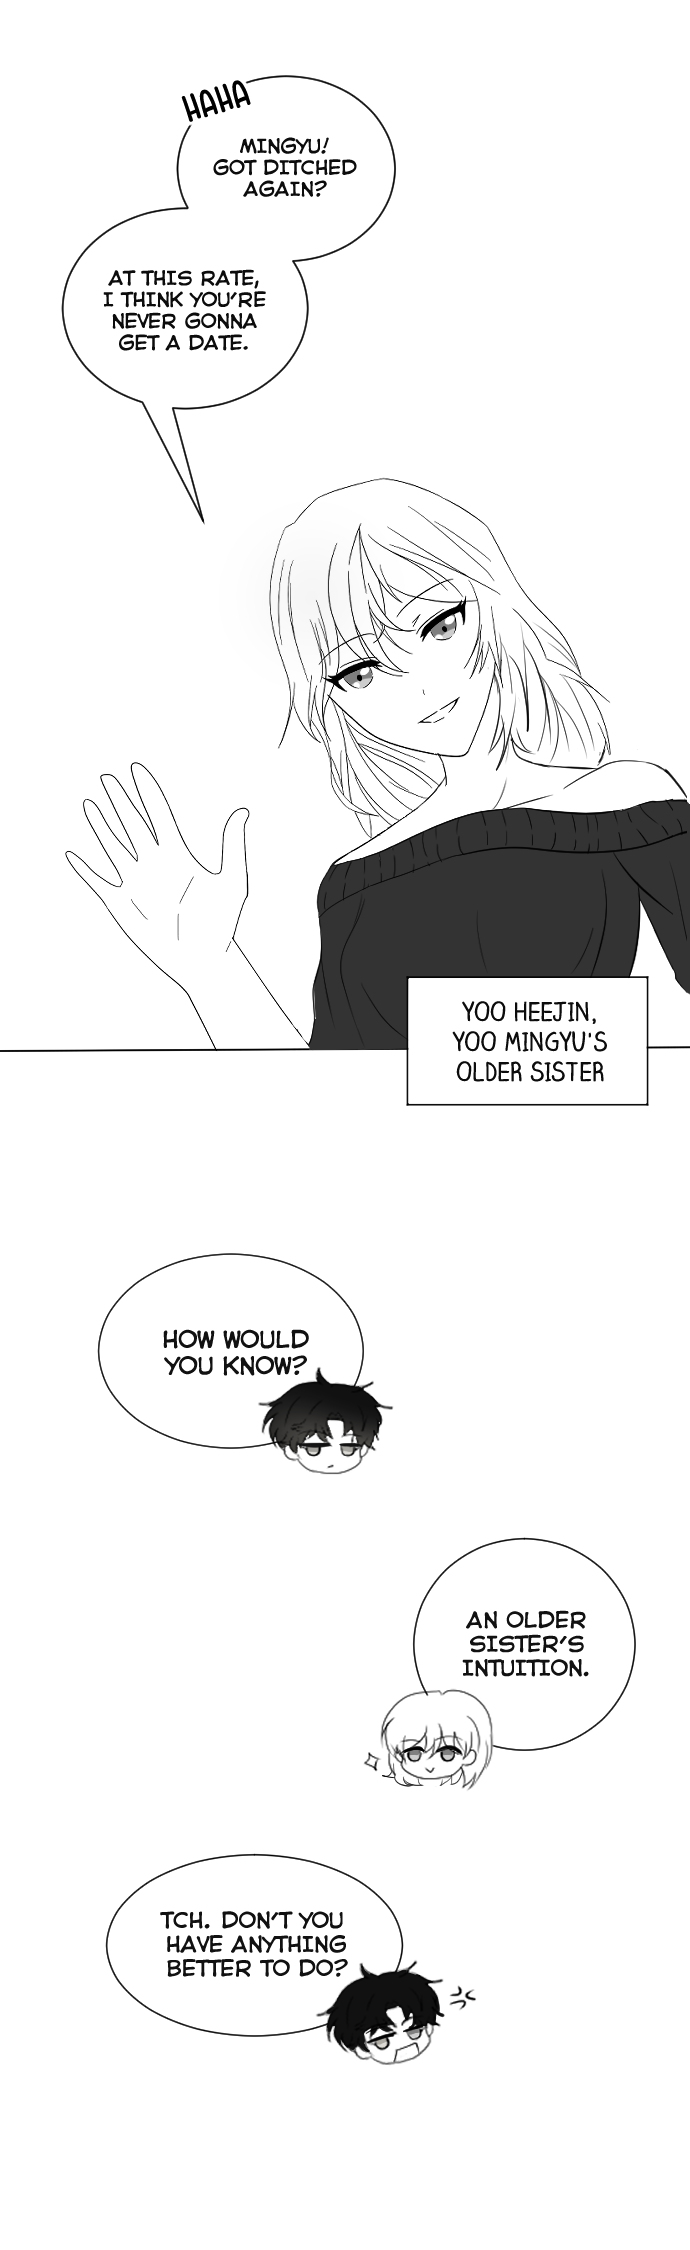 HAHA
MINGYU!
GOT DITCHED
AGAIN?
AT THIS RATE,
I THINK YOU'RE
NEVER GONNA
GET A DATE.
YOO HEEJIN,
YOO MINGYU'S
OLDER SISTER
HOW WOULD
YOU KNOW?
AN OLDER
SISTER'S
INTUITION.
TCH. DON'T YOU
HAVE ANYTHING
BETTER TO DO?